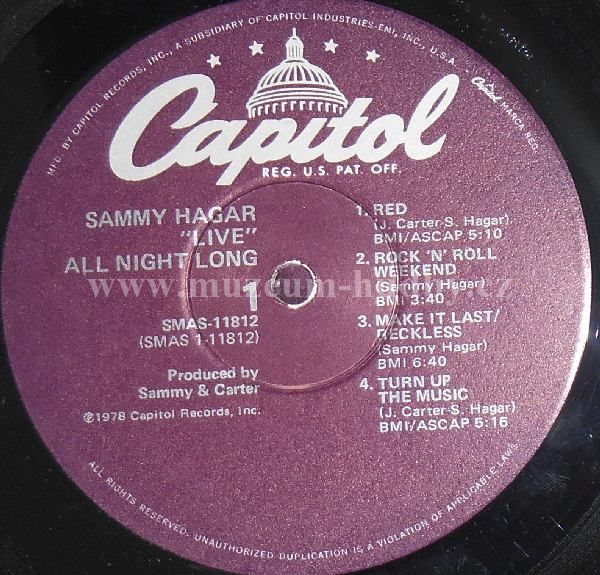 MFD. BY CAPITOL RECORDS, INC., A SUBSIDIARY OF CAPITOL INDUSTRIES-EMI, INC., U.S.A.
Capitol MARCA REG.
Capitol
REG. U.S. PAT. OFF.
SAMMY HAGAR
"LIVE"
ALL NIGHT LONG
1
SMAS-11812
(SMAS 1-11812)
Produced by
Sammy & Carter
℗1978 Capitol Records, Inc.
1. RED
(J. Carter-S. Hagar)
BMI/ASCAP 5:10
2. ROCK 'N' ROLL
WEEKEND
(Sammy Hagar)
BMI 3:40
3. MAKE IT LAST/
RECKLESS
(Sammy Hagar)
BMI 6:40
4. TURN UP
THE MUSIC
(J. Carter-S. Hagar)
BMI/ASCAP 5:16
www.muzeum-hudby.cz
ALL RIGHTS RESERVED. UNAUTHORIZED DUPLICATION IS A VIOLATION OF APPLICABLE LAWS.